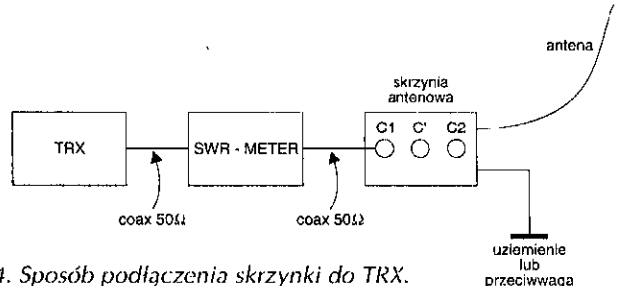 antena
skrzynia
antenowa
C1 C' C2
TRX
SWR - METER
coax 50Ω
coax 50Ω
uziemienie
lub
przeciwwaga
4. Sposób podłączenia skrzynki do TRX.